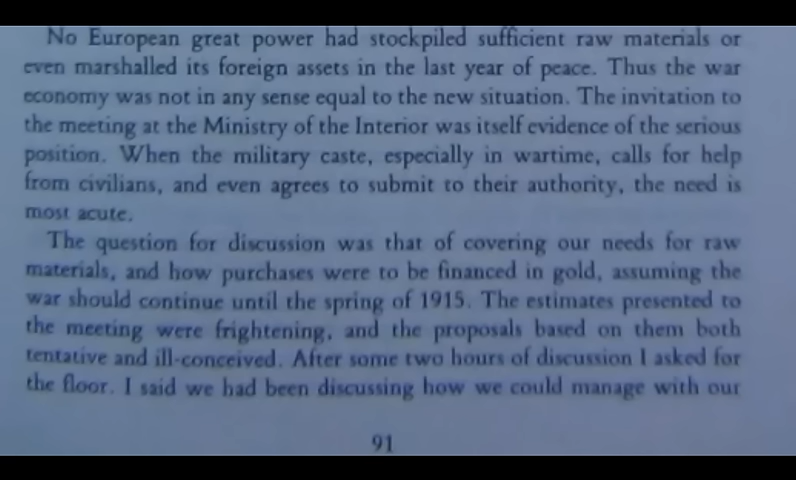 No European great power had stockpiled sufficient raw materials or
even marshalled its foreign assets in the last year of peace. Thus the war
economy was not in any sense equal to the new situation. The invitation to
the meeting at the Ministry of the Interior was itself evidence of the serious
position. When the military caste, especially in wartime, calls for help
from civilians, and even agrees to submit to their authority, the need is
most acute.
The question for discussion was that of covering our needs for raw
materials, and how purchases were to be financed in gold, assuming the
war should continue until the spring of 1915. The estimates presented to
the meeting were frightening, and the proposals based on them both
tentative and ill-conceived. After some two hours of discussion I asked for
the floor. I said we had been discussing how we could manage with our
91